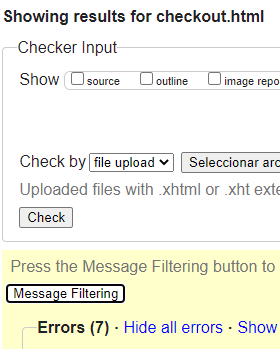 Showing results for checkout.html
Checker Input
Show source outline image repo
Check by file upload Seleccionar arc
Uploaded files with .xhtml or .xht exte
Check
Press the Message Filtering button to
Message Filtering
Errors (7) · Hide all errors · Show